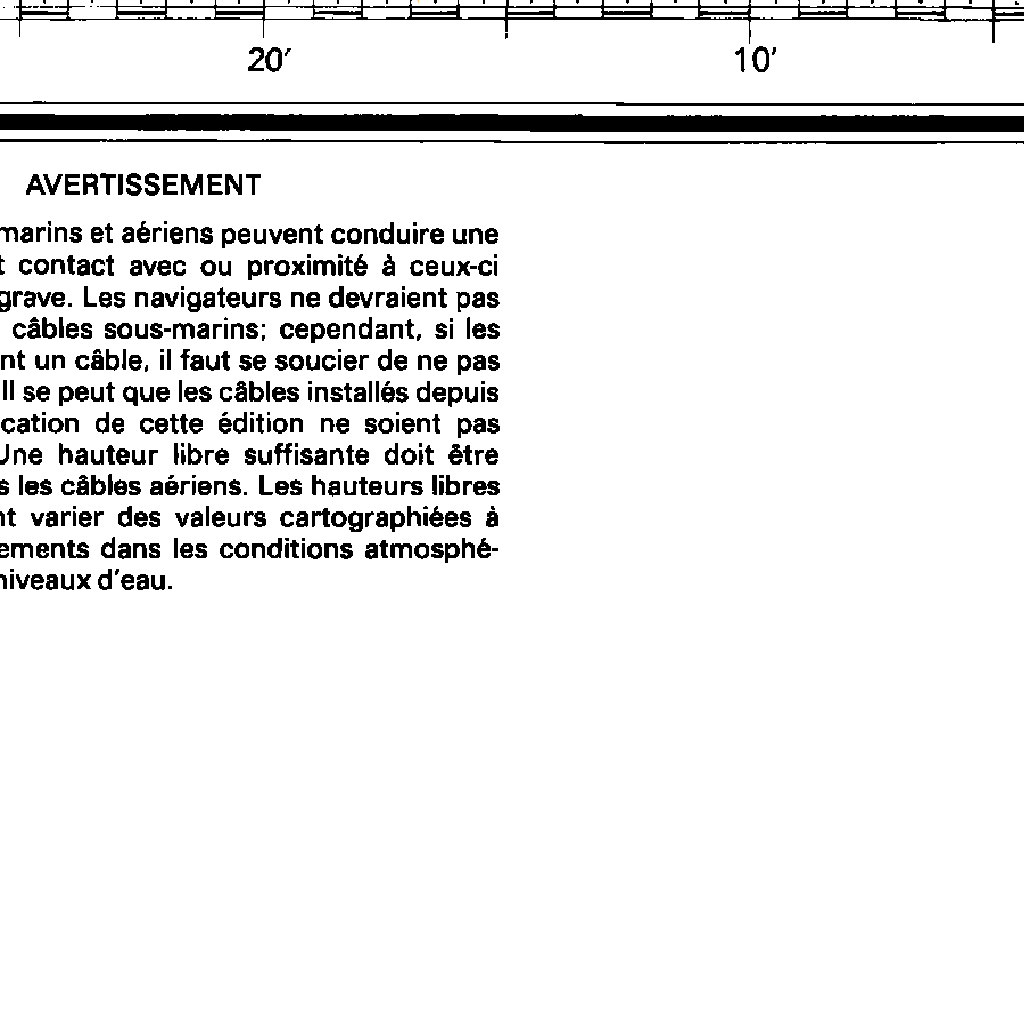 20′
10′
AVERTISSEMENT
marins et aériens peuvent conduire une
contact avec ou proximité à ceux-ci
grave. Les navigateurs ne devraient pas
câbles sous-marins; cependant, si les
nt un câble, il faut se soucier de ne pas
Il se peut que les câbles installés depuis
cation de cette édition ne soient pas
Une hauteur libre suffisante doit être
s les câbles aériens. Les hauteurs libres
nt varier des valeurs cartographiées à
ements dans les conditions atmosphé-
niveaux d'eau.